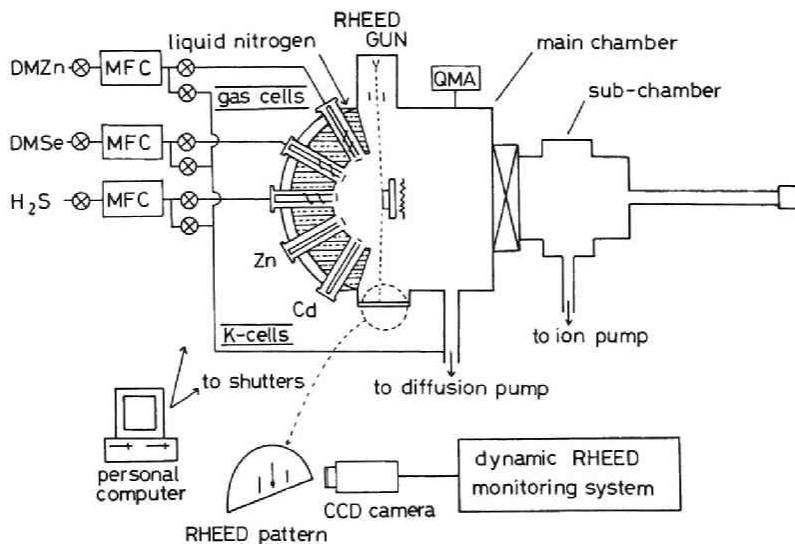 RHEED
GUN
liquid nitrogen
main chamber
DMZn
MFC
QMA
gas cells
sub-chamber
DMSe
MFC
H₂S
MFC
Zn
Cd
K-cells
to ion pump
to shutters
to diffusion pump
personal
computer
dynamic RHEED
monitoring system
CCD camera
RHEED pattern